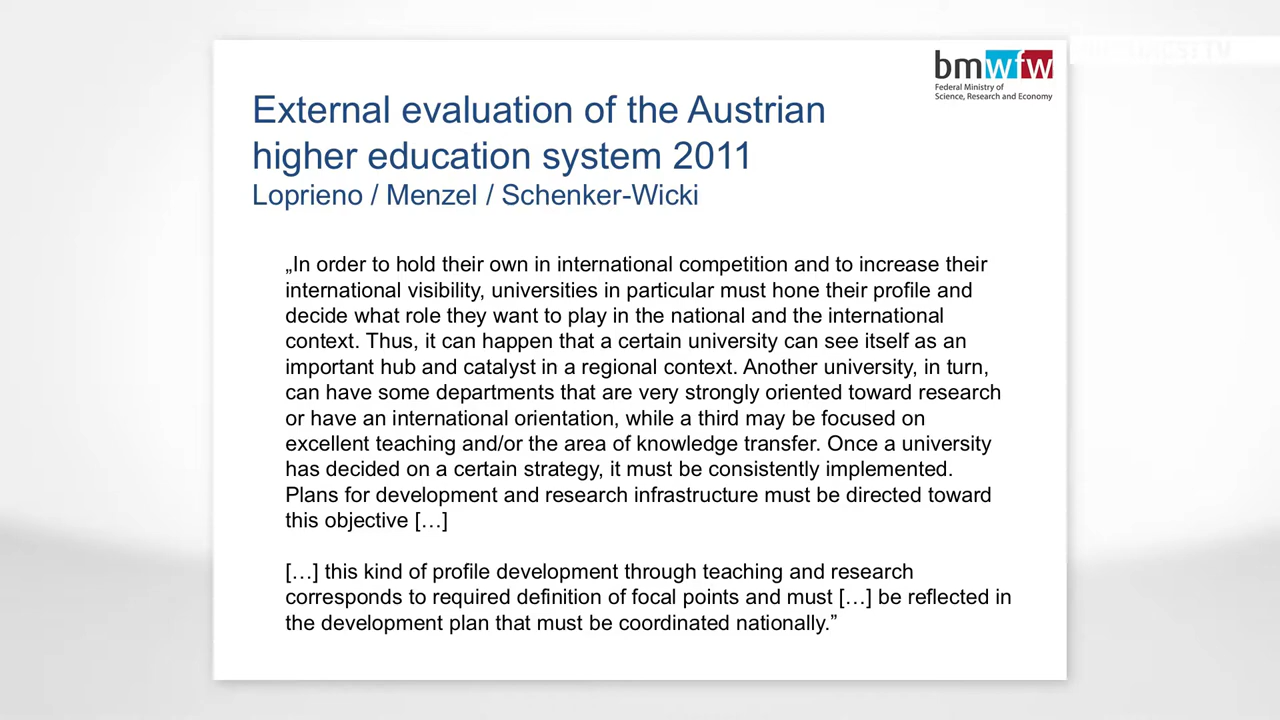 bmwfw
Federal Ministry of
Science, Research and Economy
External evaluation of the Austrian
higher education system 2011
Loprieno / Menzel / Schenker-Wicki
„In order to hold their own in international competition and to increase their
international visibility, universities in particular must hone their profile and
decide what role they want to play in the national and the international
context. Thus, it can happen that a certain university can see itself as an
important hub and catalyst in a regional context. Another university, in turn,
can have some departments that are very strongly oriented toward research
or have an international orientation, while a third may be focused on
excellent teaching and/or the area of knowledge transfer. Once a university
has decided on a certain strategy, it must be consistently implemented.
Plans for development and research infrastructure must be directed toward
this objective […]
[…] this kind of profile development through teaching and research
corresponds to required definition of focal points and must […] be reflected in
the development plan that must be coordinated nationally.”